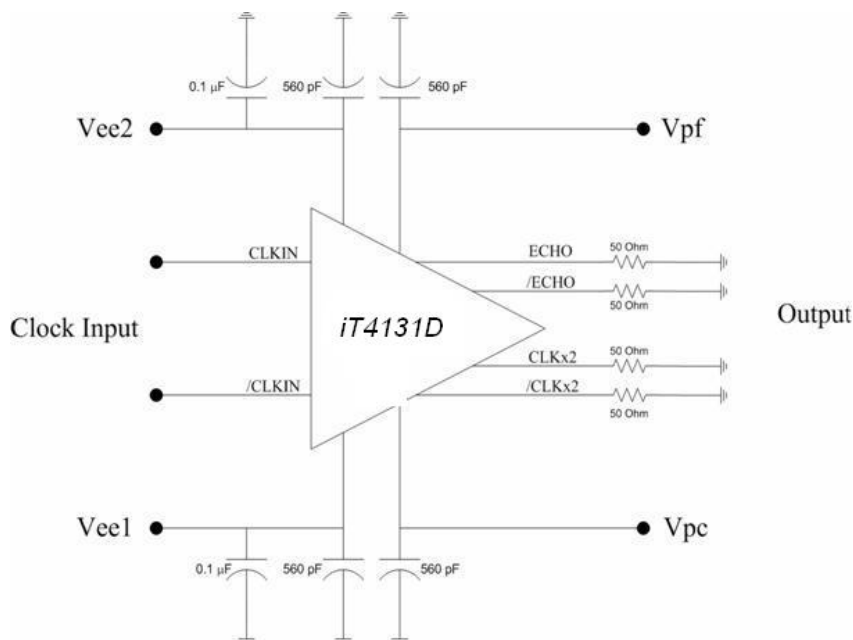 0.1 µF
560 pF
560 pF
Vee2
Vpf
CLKIN
ECHO
50 Ohm
/ECHO
50 Ohm
Clock Input
iT4131D
Output
CLKx2
50 Ohm
/CLKIN
/CLKx2
50 Ohm
Vee1
Vpc
0.1 µF
560 pF
560 pF